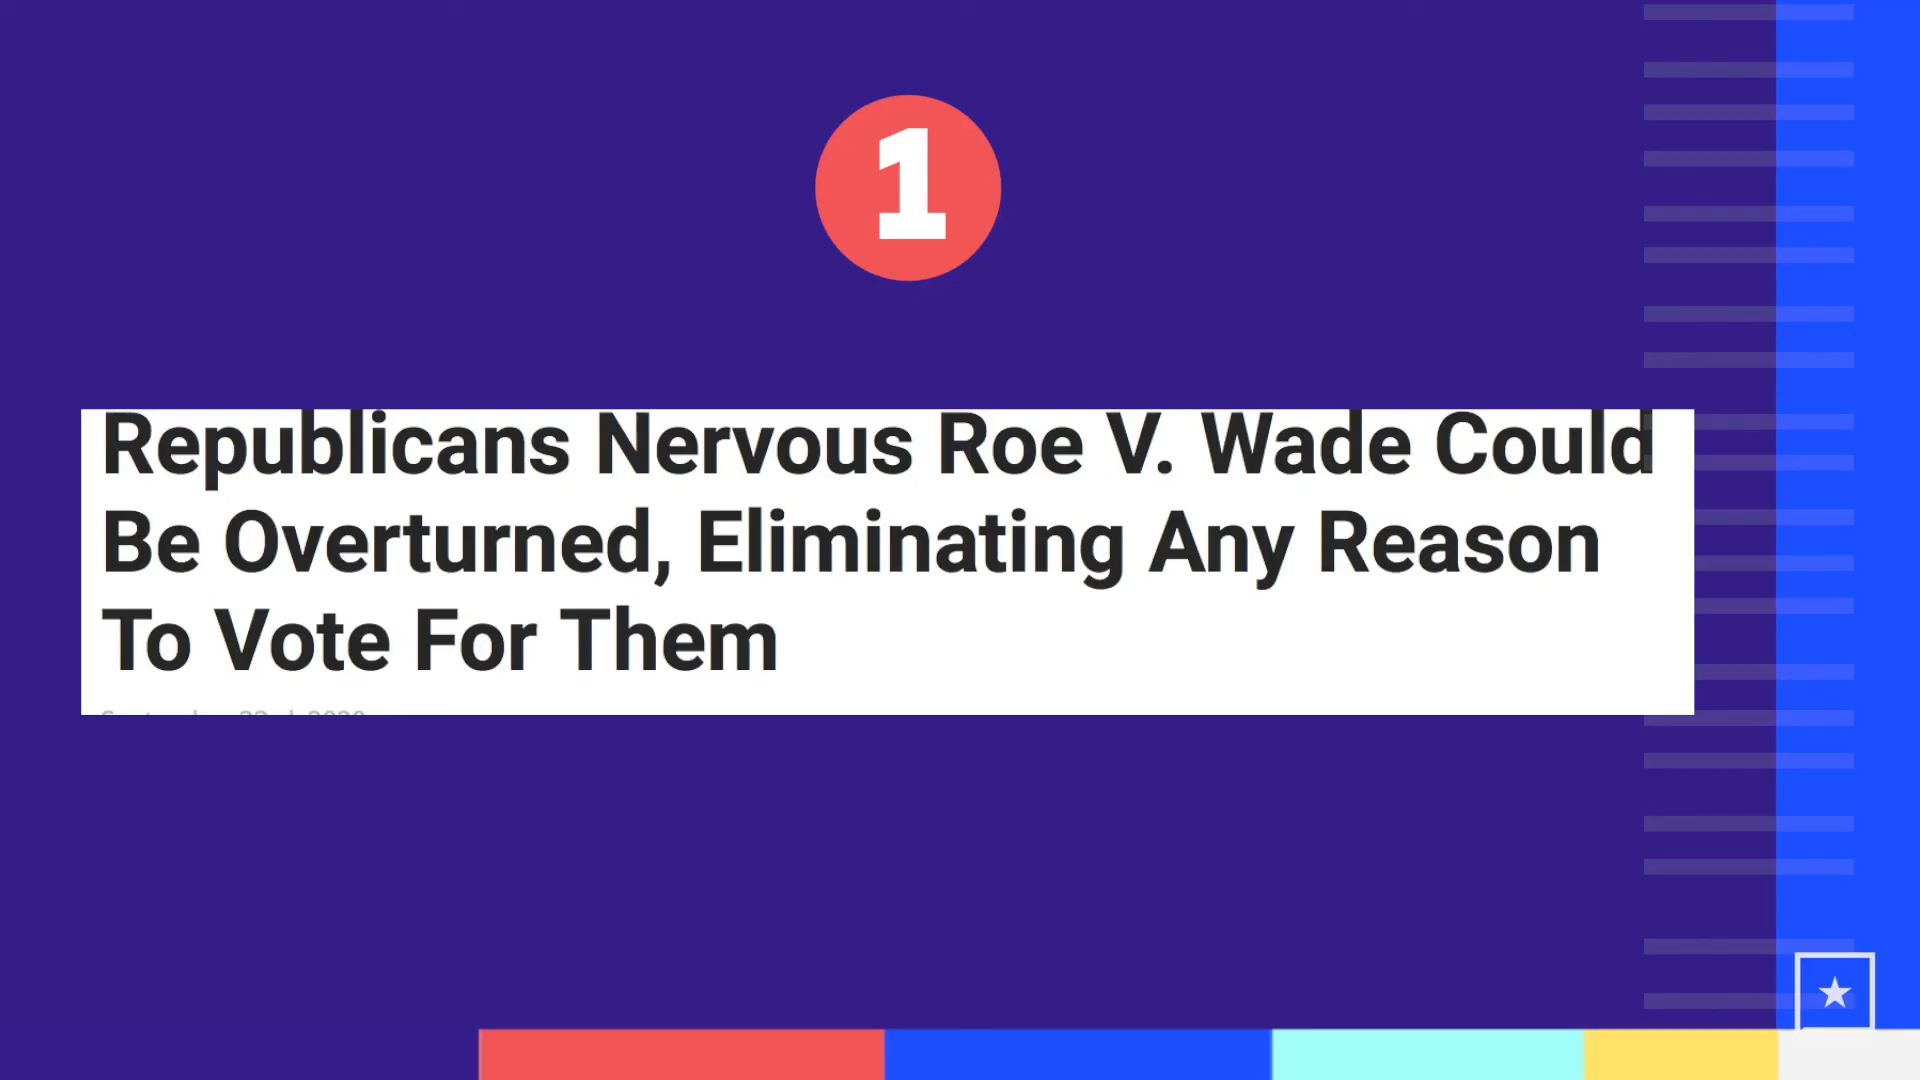 1
Republicans Nervous Roe V. Wade Could
Be Overturned, Eliminating Any Reason
To Vote For Them